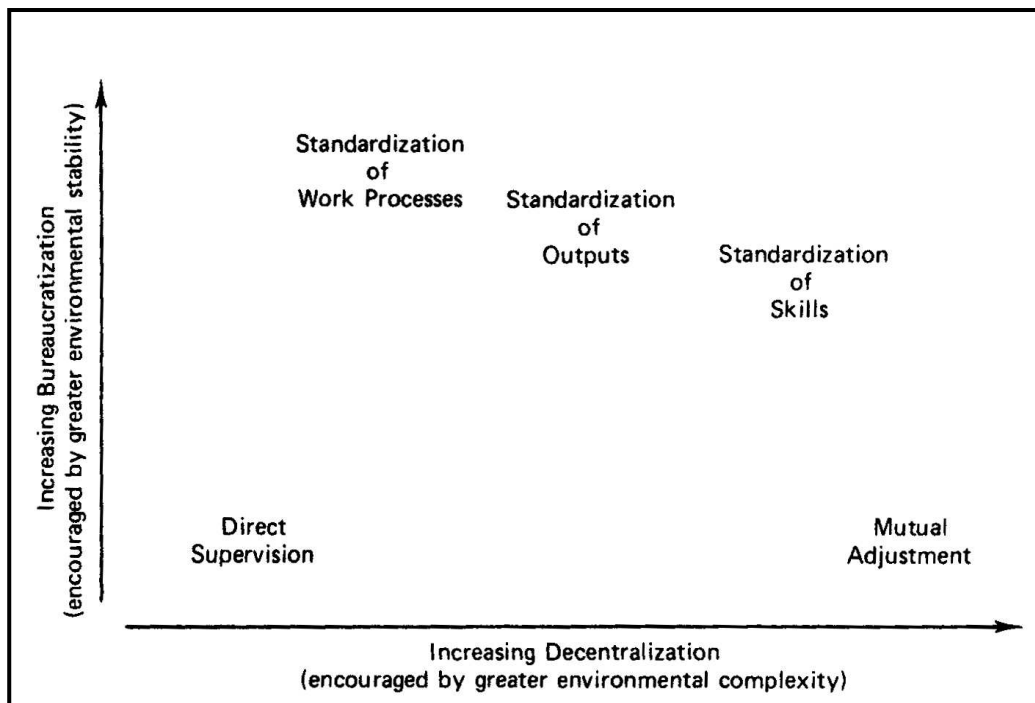 Increasing Bureaucratization
(encouraged by greater environmental stability)
Standardization
of
Work Processes
Standardization
of
Outputs
Standardization
of
Skills
Direct
Supervision
Mutual
Adjustment
Increasing Decentralization
(encouraged by greater environmental complexity)